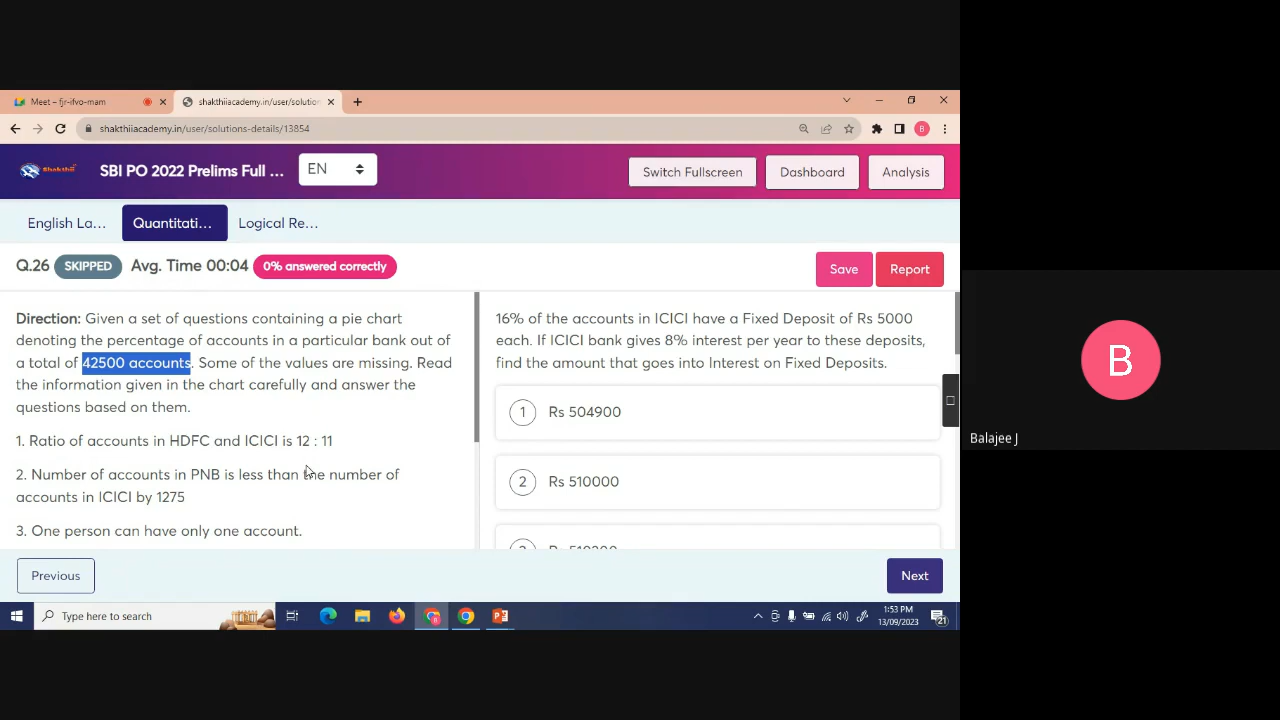 Meet – fjr-ifvo-mam
shakthiiacademy.in/user/solution
shakthiiacademy.in/user/solutions-details/13854
Shakthii
SBI PO 2022 Prelims Full ...
EN
Switch Fullscreen
Dashboard
Analysis
English La...
Quantitati...
Logical Re...
Q.26
SKIPPED
Avg. Time 00:04
0% answered correctly
Save
Report
Direction: Given a set of questions containing a pie chart
denoting the percentage of accounts in a particular bank out of
a total of 42500 accounts. Some of the values are missing. Read
the information given in the chart carefully and answer the
questions based on them.
1. Ratio of accounts in HDFC and ICICI is 12 : 11
2. Number of accounts in PNB is less than the number of
accounts in ICICI by 1275
3. One person can have only one account.
16% of the accounts in ICICI have a Fixed Deposit of Rs 5000
each. If ICICI bank gives 8% interest per year to these deposits,
find the amount that goes into Interest on Fixed Deposits.
1 Rs 504900
2 Rs 510000
Previous
Next
B
Balajee J
Type here to search
1:53 PM
13/09/2023
21